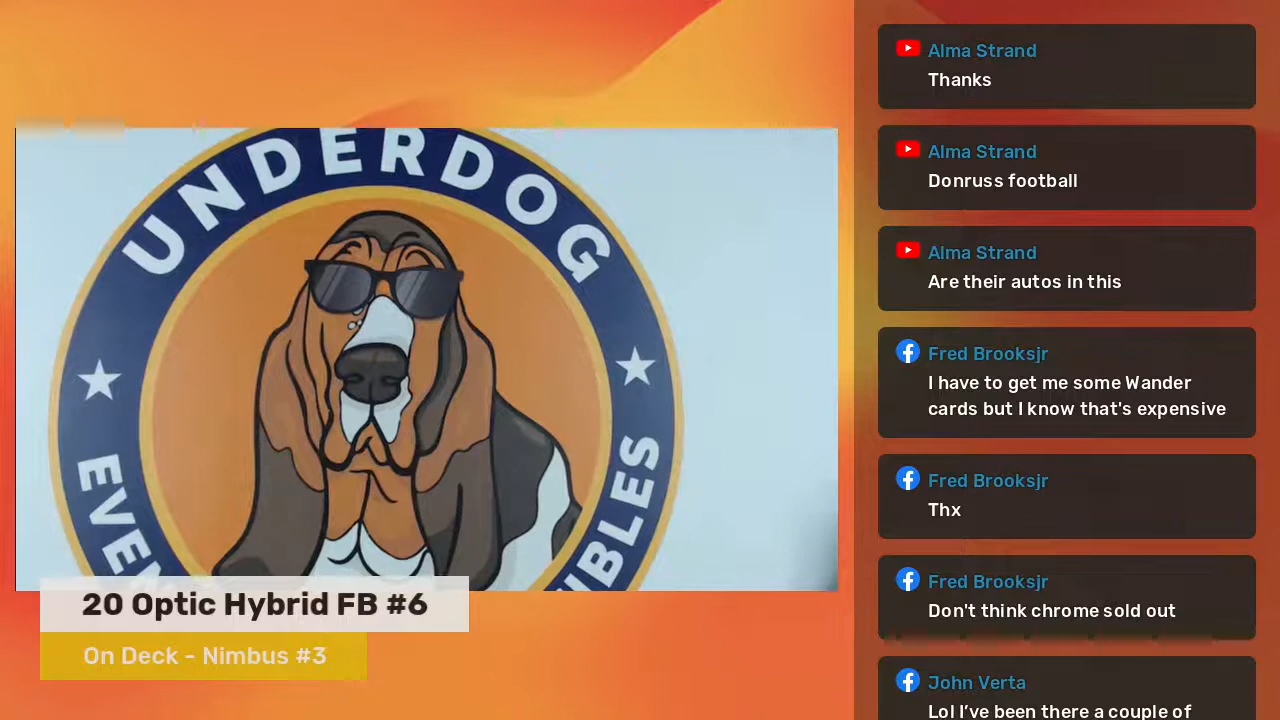 UNDERDOG
20 Optic Hybrid FB #6
On Deck - Nimbus #3
Alma Strand
Thanks
Alma Strand
Donruss football
Alma Strand
Are their autos in this
Fred Brooksjr
I have to get me some Wander
cards but I know that's expensive
Fred Brooksjr
Thx
Fred Brooksjr
Don't think chrome sold out
John Verta
Lol I’ve been there a couple of